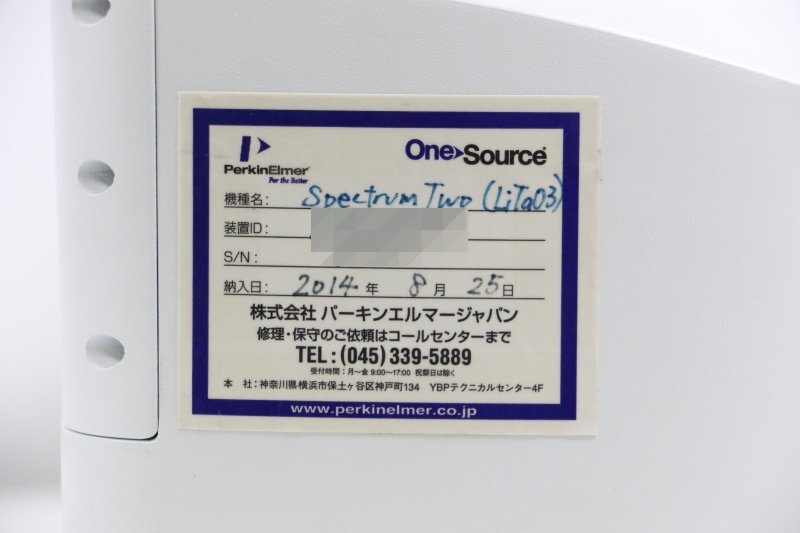 PerkinElmer
For the Better
One Source
機種名: Spectrum Two (LiTaO3)
装置ID:
S/N:
納入日: 2014 年 8 月 25 日
株式会社 パーキンエルマージャパン
修理・保守のご依頼はコールセンターまで
TEL:(045)339-5889
受付時間:月〜金 9:00〜17:00 祝祭日は除く
本 社:神奈川県横浜市保土ヶ谷区神戸町134 YBPテクニカルセンター4F
www.perkinelmer.co.jp